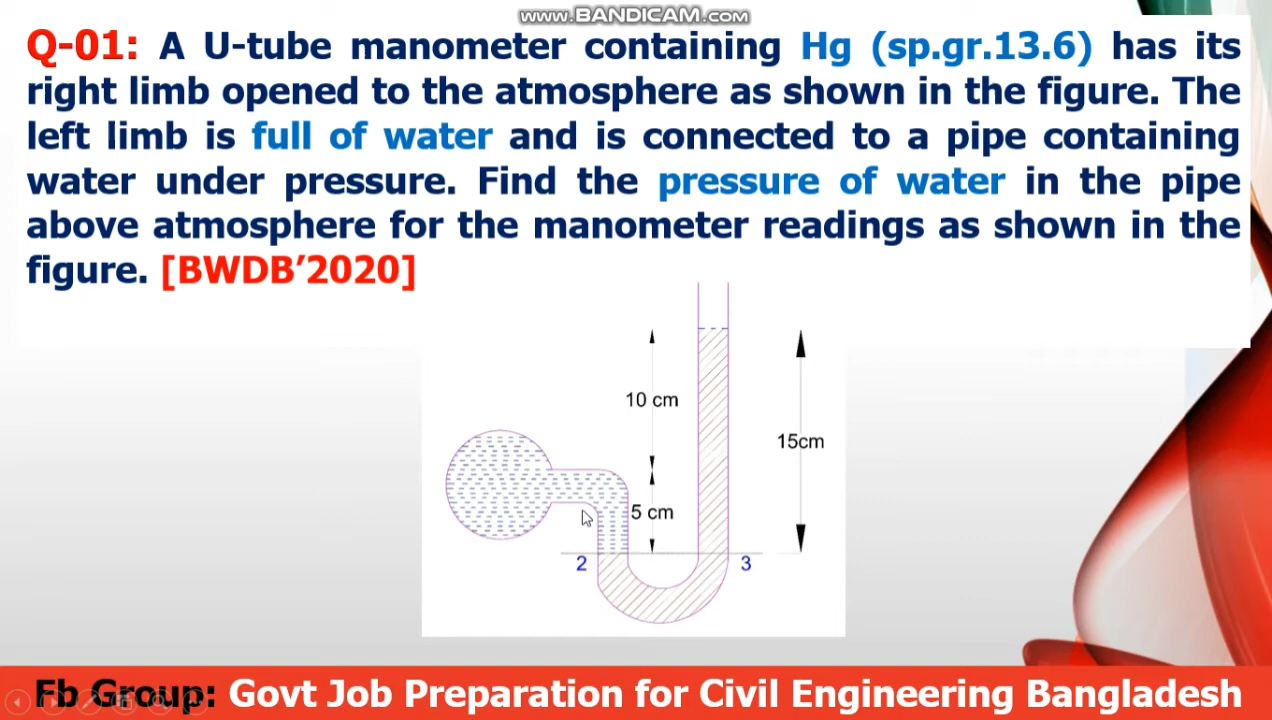 www.BANDICAM.com
Q-01: A U-tube manometer containing Hg (sp.gr.13.6) has its
right limb opened to the atmosphere as shown in the figure. The
left limb is full of water and is connected to a pipe containing
water under pressure. Find the pressure of water in the pipe
above atmosphere for the manometer readings as shown in the
figure. [BWDB’2020]
10 cm
15cm
5 cm
2
3
Fb Group: Govt Job Preparation for Civil Engineering Bangladesh